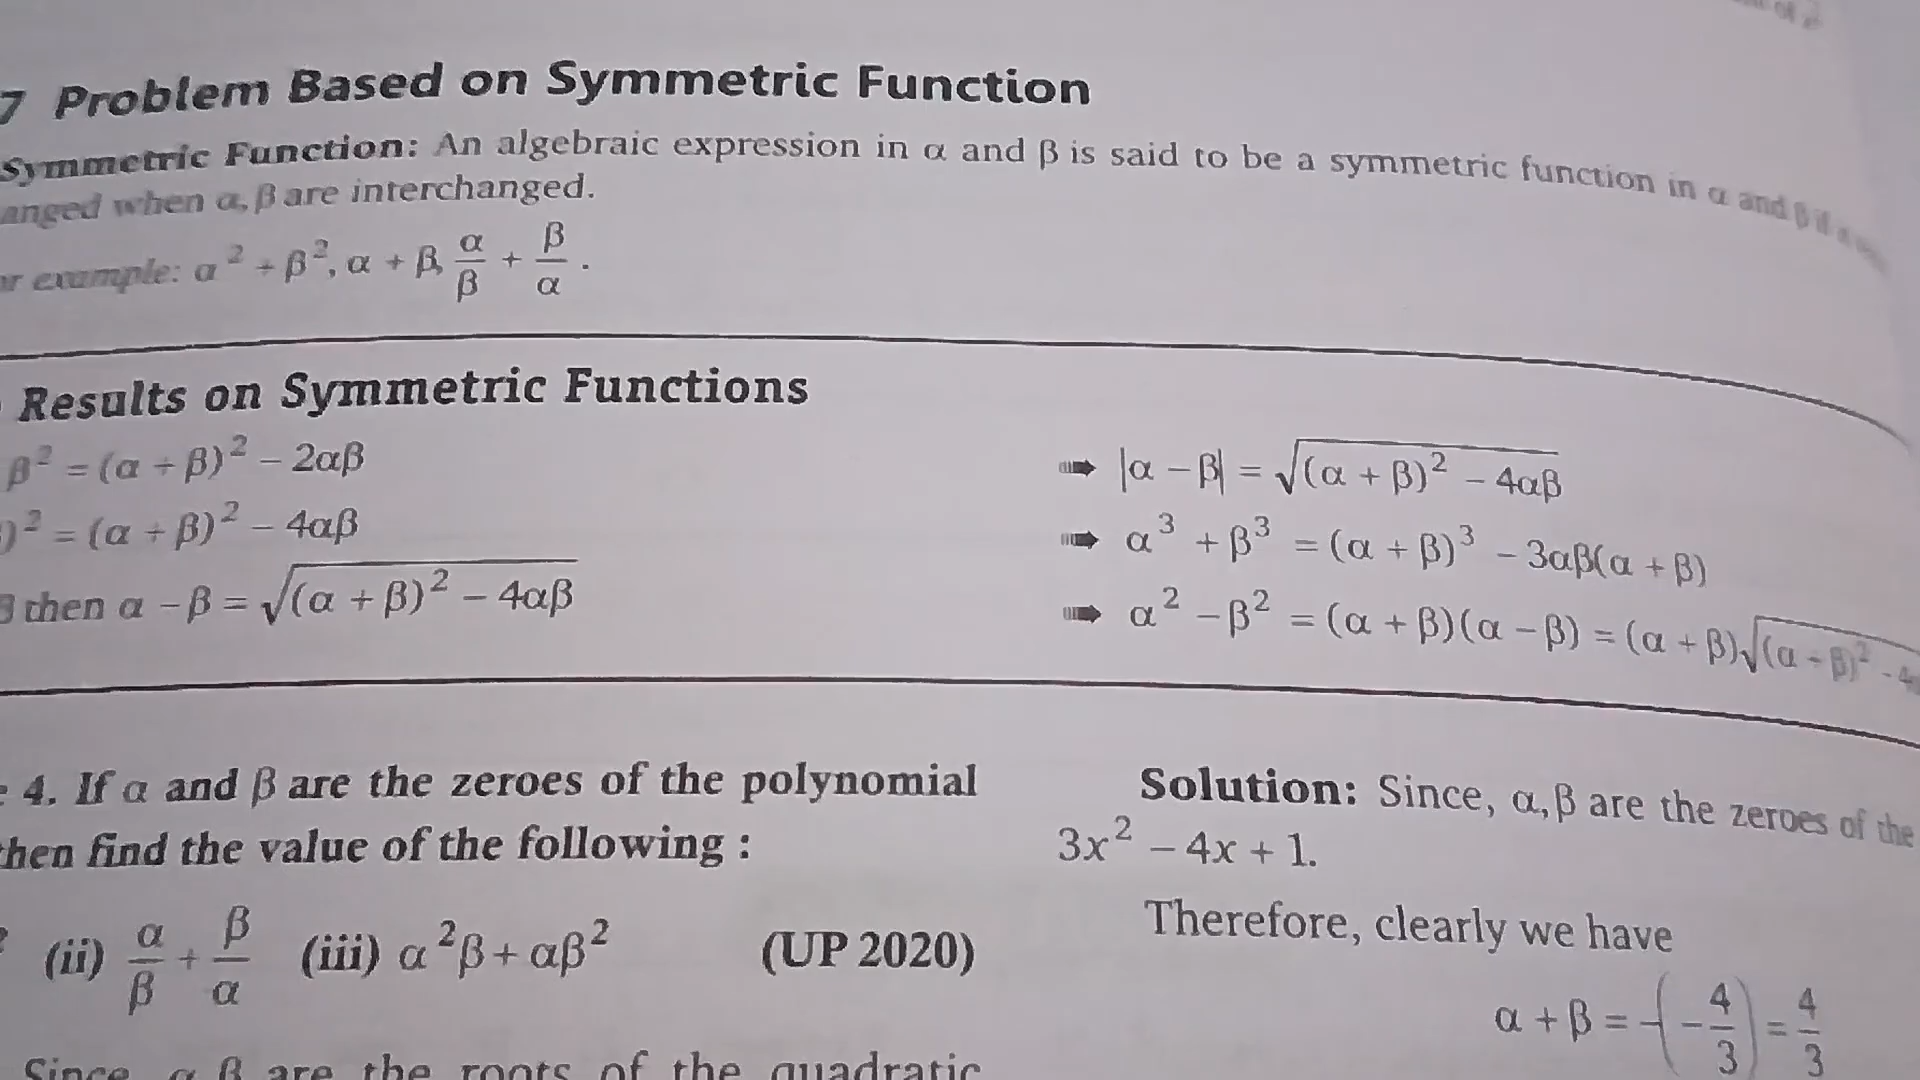 7 Problem Based on Symmetric Function
Symmetric Function: An algebraic expression in α and β is said to be a symmetric function in α and β if
anged when α, β are interchanged.
or example: α² + β², α + β, α/β + β/α .
Results on Symmetric Functions
β² = (α + β)² – 2αβ
)² = (α + β)² – 4αβ
β then α – β = √((α + β)² – 4αβ)
➠ |α – β| = √((α + β)² – 4αβ)
➠ α³ + β³ = (α + β)³ – 3αβ(α + β)
➠ α² – β² = (α + β)(α – β) = (α + β)√((α + β)² – 4α
4. If α and β are the zeroes of the polynomial
then find the value of the following :
(ii) α/β + β/α (iii) α²β + αβ² (UP 2020)
Since α β are the roots of the quadratic
Solution: Since, α, β are the zeroes of the
3x² – 4x + 1.
Therefore, clearly we have
α + β = –(–4/3) = 4/3